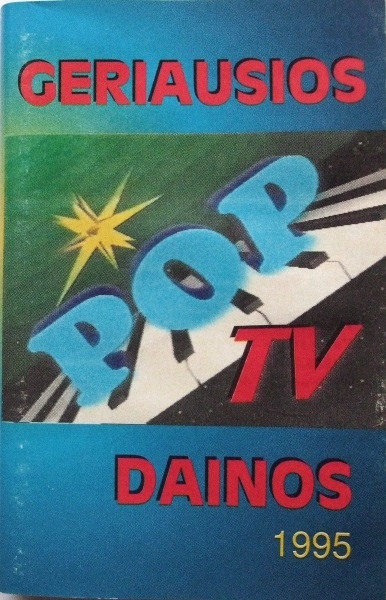 GERIAUSIOS
POP
TV
DAINOS
1995